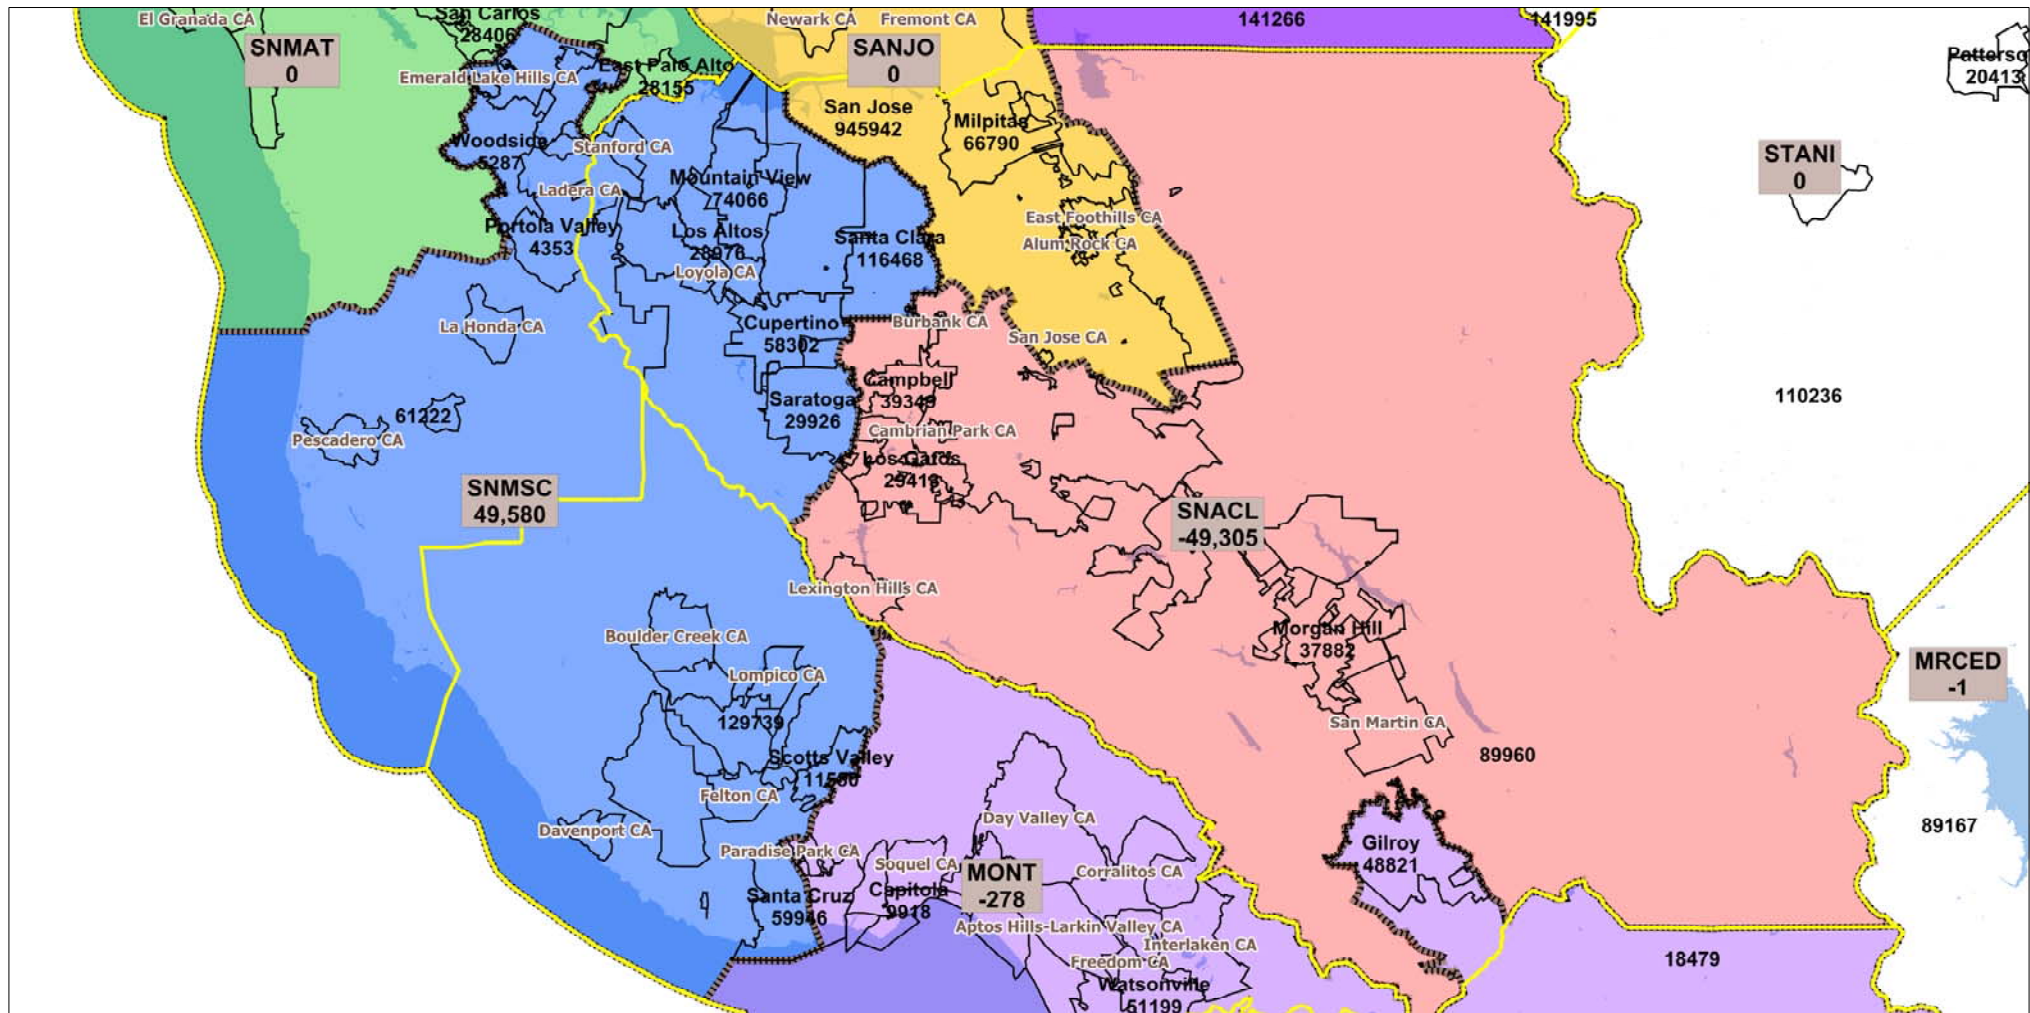 El Granada CA
San Carlos
28406
Newark CA
Fremont CA
141266
141995
SNMAT
0
SANJO
0
Emerald Lake Hills CA
East Palo Alto
28155
20413
San Jose
945942
Milpitas
66790
Woodside
5287
Stanford CA
STANI
0
Mountain View
74066
Ladera CA
Portola Valley
4353
Los Altos
28976
Loyola CA
Santa Clara
116468
East Foothills CA
Alum Rock CA
La Honda CA
Cupertino
58302
Burbank CA
San Jose CA
Campbell
39349
Saratoga
29926
61222
Pescadero CA
110236
Cambrian Park CA
Los Gatos
29413
SNMSC
49,580
SNACL
-49,305
Lexington Hills CA
Boulder Creek CA
Morgan Hill
37882
Lompico CA
MRCED
-1
129739
San Martin CA
89960
Scotts Valley
11580
Felton CA
Davenport CA
Day Valley CA
89167
Gilroy
48821
Paradise Park CA
Soquel CA
MONT
-278
Corralitos CA
Santa Cruz
59946
Capitola
9918
Aptos Hills-Larkin Valley CA
Interlaken CA
Freedom CA
18479
Watsonville
51199